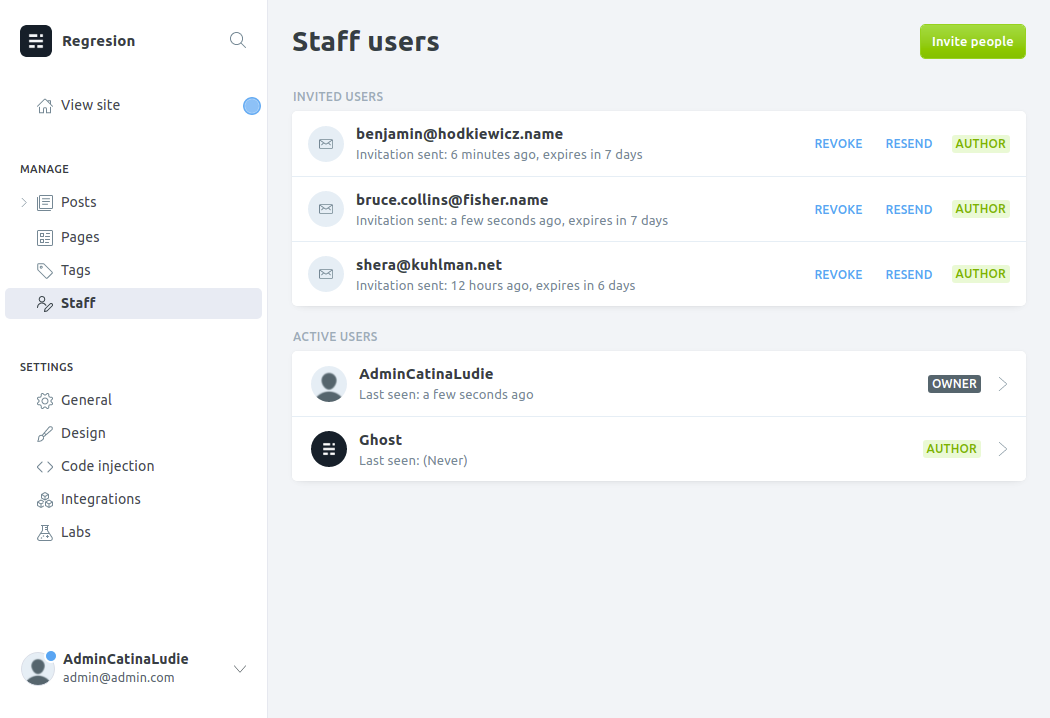 Regresion
View site
MANAGE
Posts
Pages
Tags
Staff
SETTINGS
General
Design
Code injection
Integrations
Labs
AdminCatinaLudie
admin@admin.com
Staff users
Invite people
INVITED USERS
benjamin@hodkiewicz.name
Invitation sent: 6 minutes ago, expires in 7 days
REVOKE RESEND AUTHOR
bruce.collins@fisher.name
Invitation sent: a few seconds ago, expires in 7 days
REVOKE RESEND AUTHOR
shera@kuhlman.net
Invitation sent: 12 hours ago, expires in 6 days
REVOKE RESEND AUTHOR
ACTIVE USERS
AdminCatinaLudie
Last seen: a few seconds ago
OWNER
Ghost
Last seen: (Never)
AUTHOR